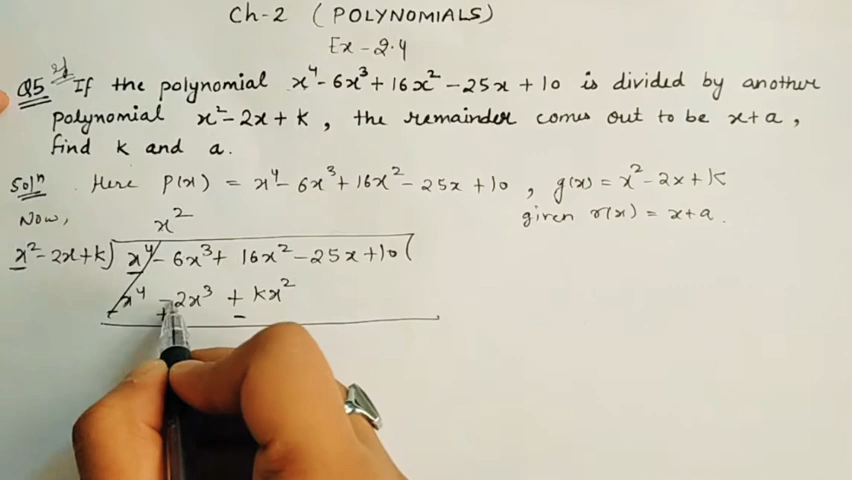 Ch-2 (POLYNOMIALS)
Ex-2.4
Q5 If the polynomial x⁴-6x³+16x²-25x+10 is divided by another
polynomial x²-2x+k, the remainder comes out to be x+a,
find k and a.
Solⁿ. Here P(x) = x⁴-6x³+16x²-25x+10, g(x)=x²-2x+k
Now, given r(x)=x+a.
x²
x²-2x+k) x⁴-6x³+16x²-25x+10(
x⁴-2x³+kx²
- + -